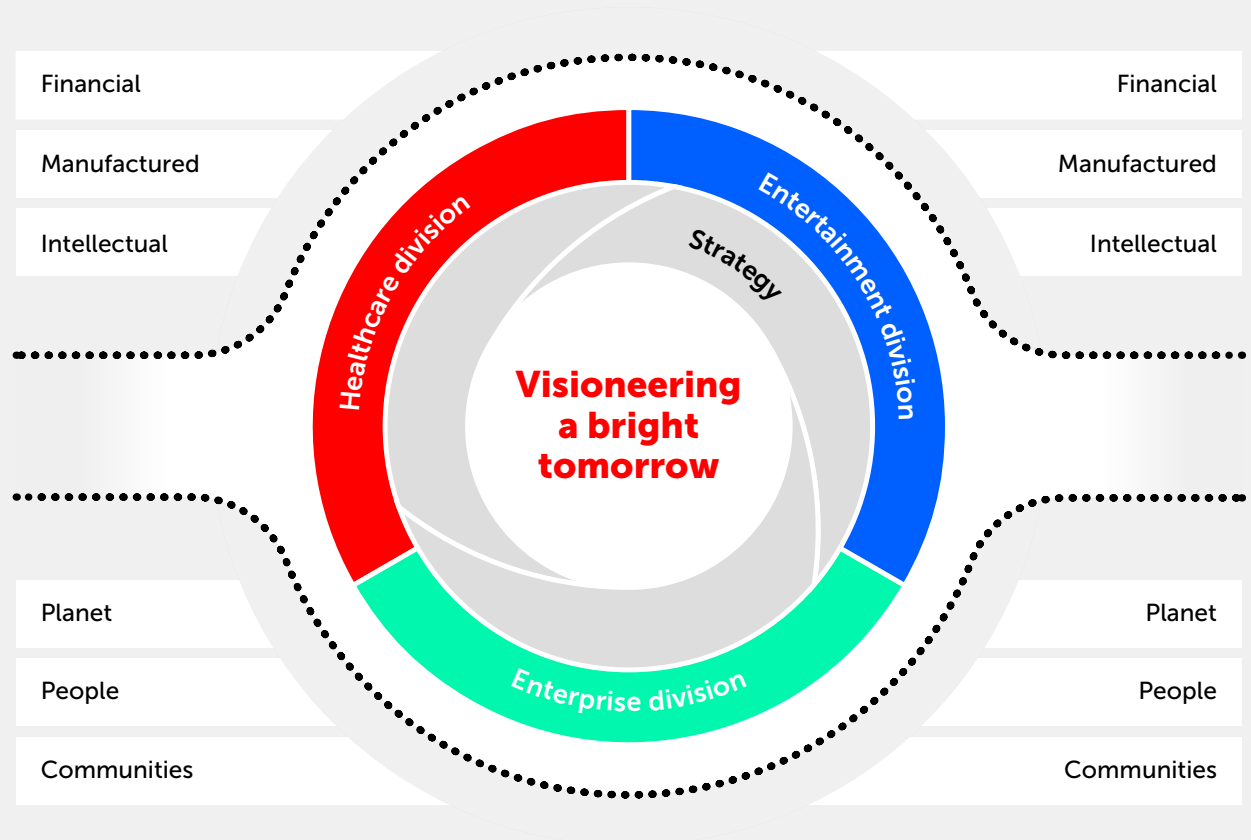 Financial
Manufactured
Intellectual
Planet
People
Communities
Healthcare division
Entertainment division
Strategy
Visioneering
a bright
tomorrow
Enterprise division
Financial
Manufactured
Intellectual
Planet
People
Communities